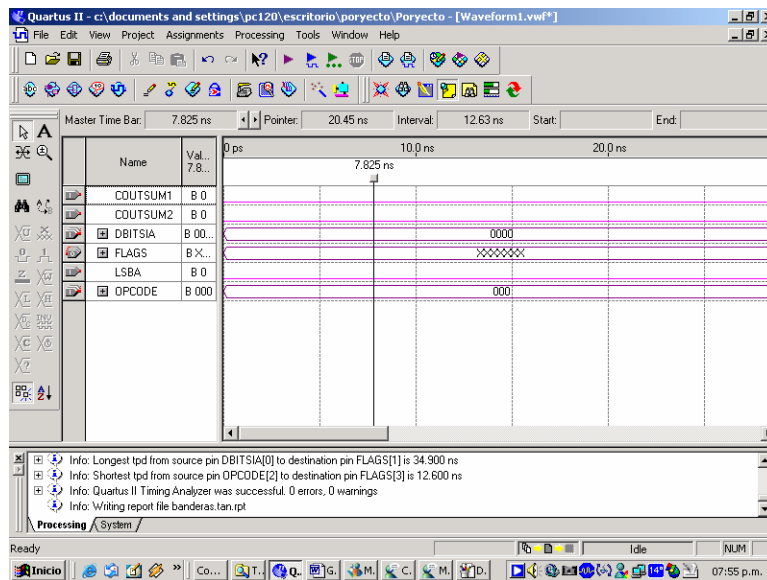 Quartus II - c:\documents and settings\pc120\escritorio\poryecto\Poryecto - [Waveform1.vwf*]
File Edit View Project Assignments Processing Tools Window Help
Master Time Bar: 7.825 ns Pointer: 20.45 ns Interval: 12.63 ns Start: End:
Name Val... 7.8... 0 ps 10.0 ns 20.0 ns
7.825 ns
COUTSUM1 B 0
COUTSUM2 B 0
DBITSIA B 00... 0000
FLAGS B X... XXXXXX
LSBA B 0
OPCODE B 000 000
Info: Longest tpd from source pin DBITSIA[0] to destination pin FLAGS[1] is 34.900 ns
Info: Shortest tpd from source pin OPCODE[2] to destination pin FLAGS[3] is 12.600 ns
Info: Quartus II Timing Analyzer was successful. 0 errors, 0 warnings
Info: Writing report file banderas.tan.rpt
Processing System
Ready Idle NUM
Inicio » Co... T.. Q.. G. M. C. M. D. 14° 07:55 p.m.